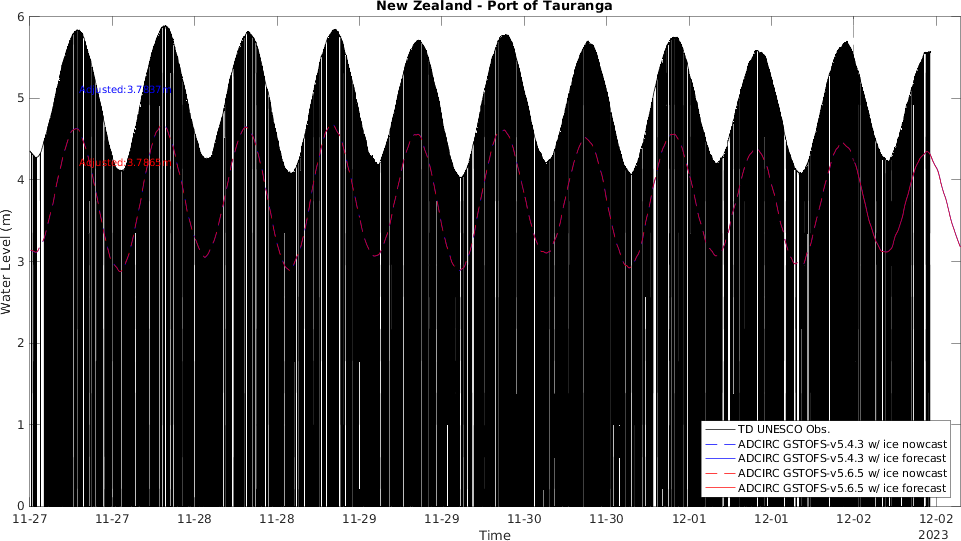 New Zealand - Port of Tauranga
6
5
4
3
2
1
0
Water Level (m)
Adjusted:3.7865m
11-27
11-27
11-28
11-28
11-29
11-29
11-30
11-30
12-01
12-01
12-02
12-02
2023
Time
TD UNESCO Obs.
ADCIRC GSTOFS-v5.4.3 w/ ice nowcast
ADCIRC GSTOFS-v5.4.3 w/ ice forecast
ADCIRC GSTOFS-v5.6.5 w/ ice nowcast
ADCIRC GSTOFS-v5.6.5 w/ ice forecast